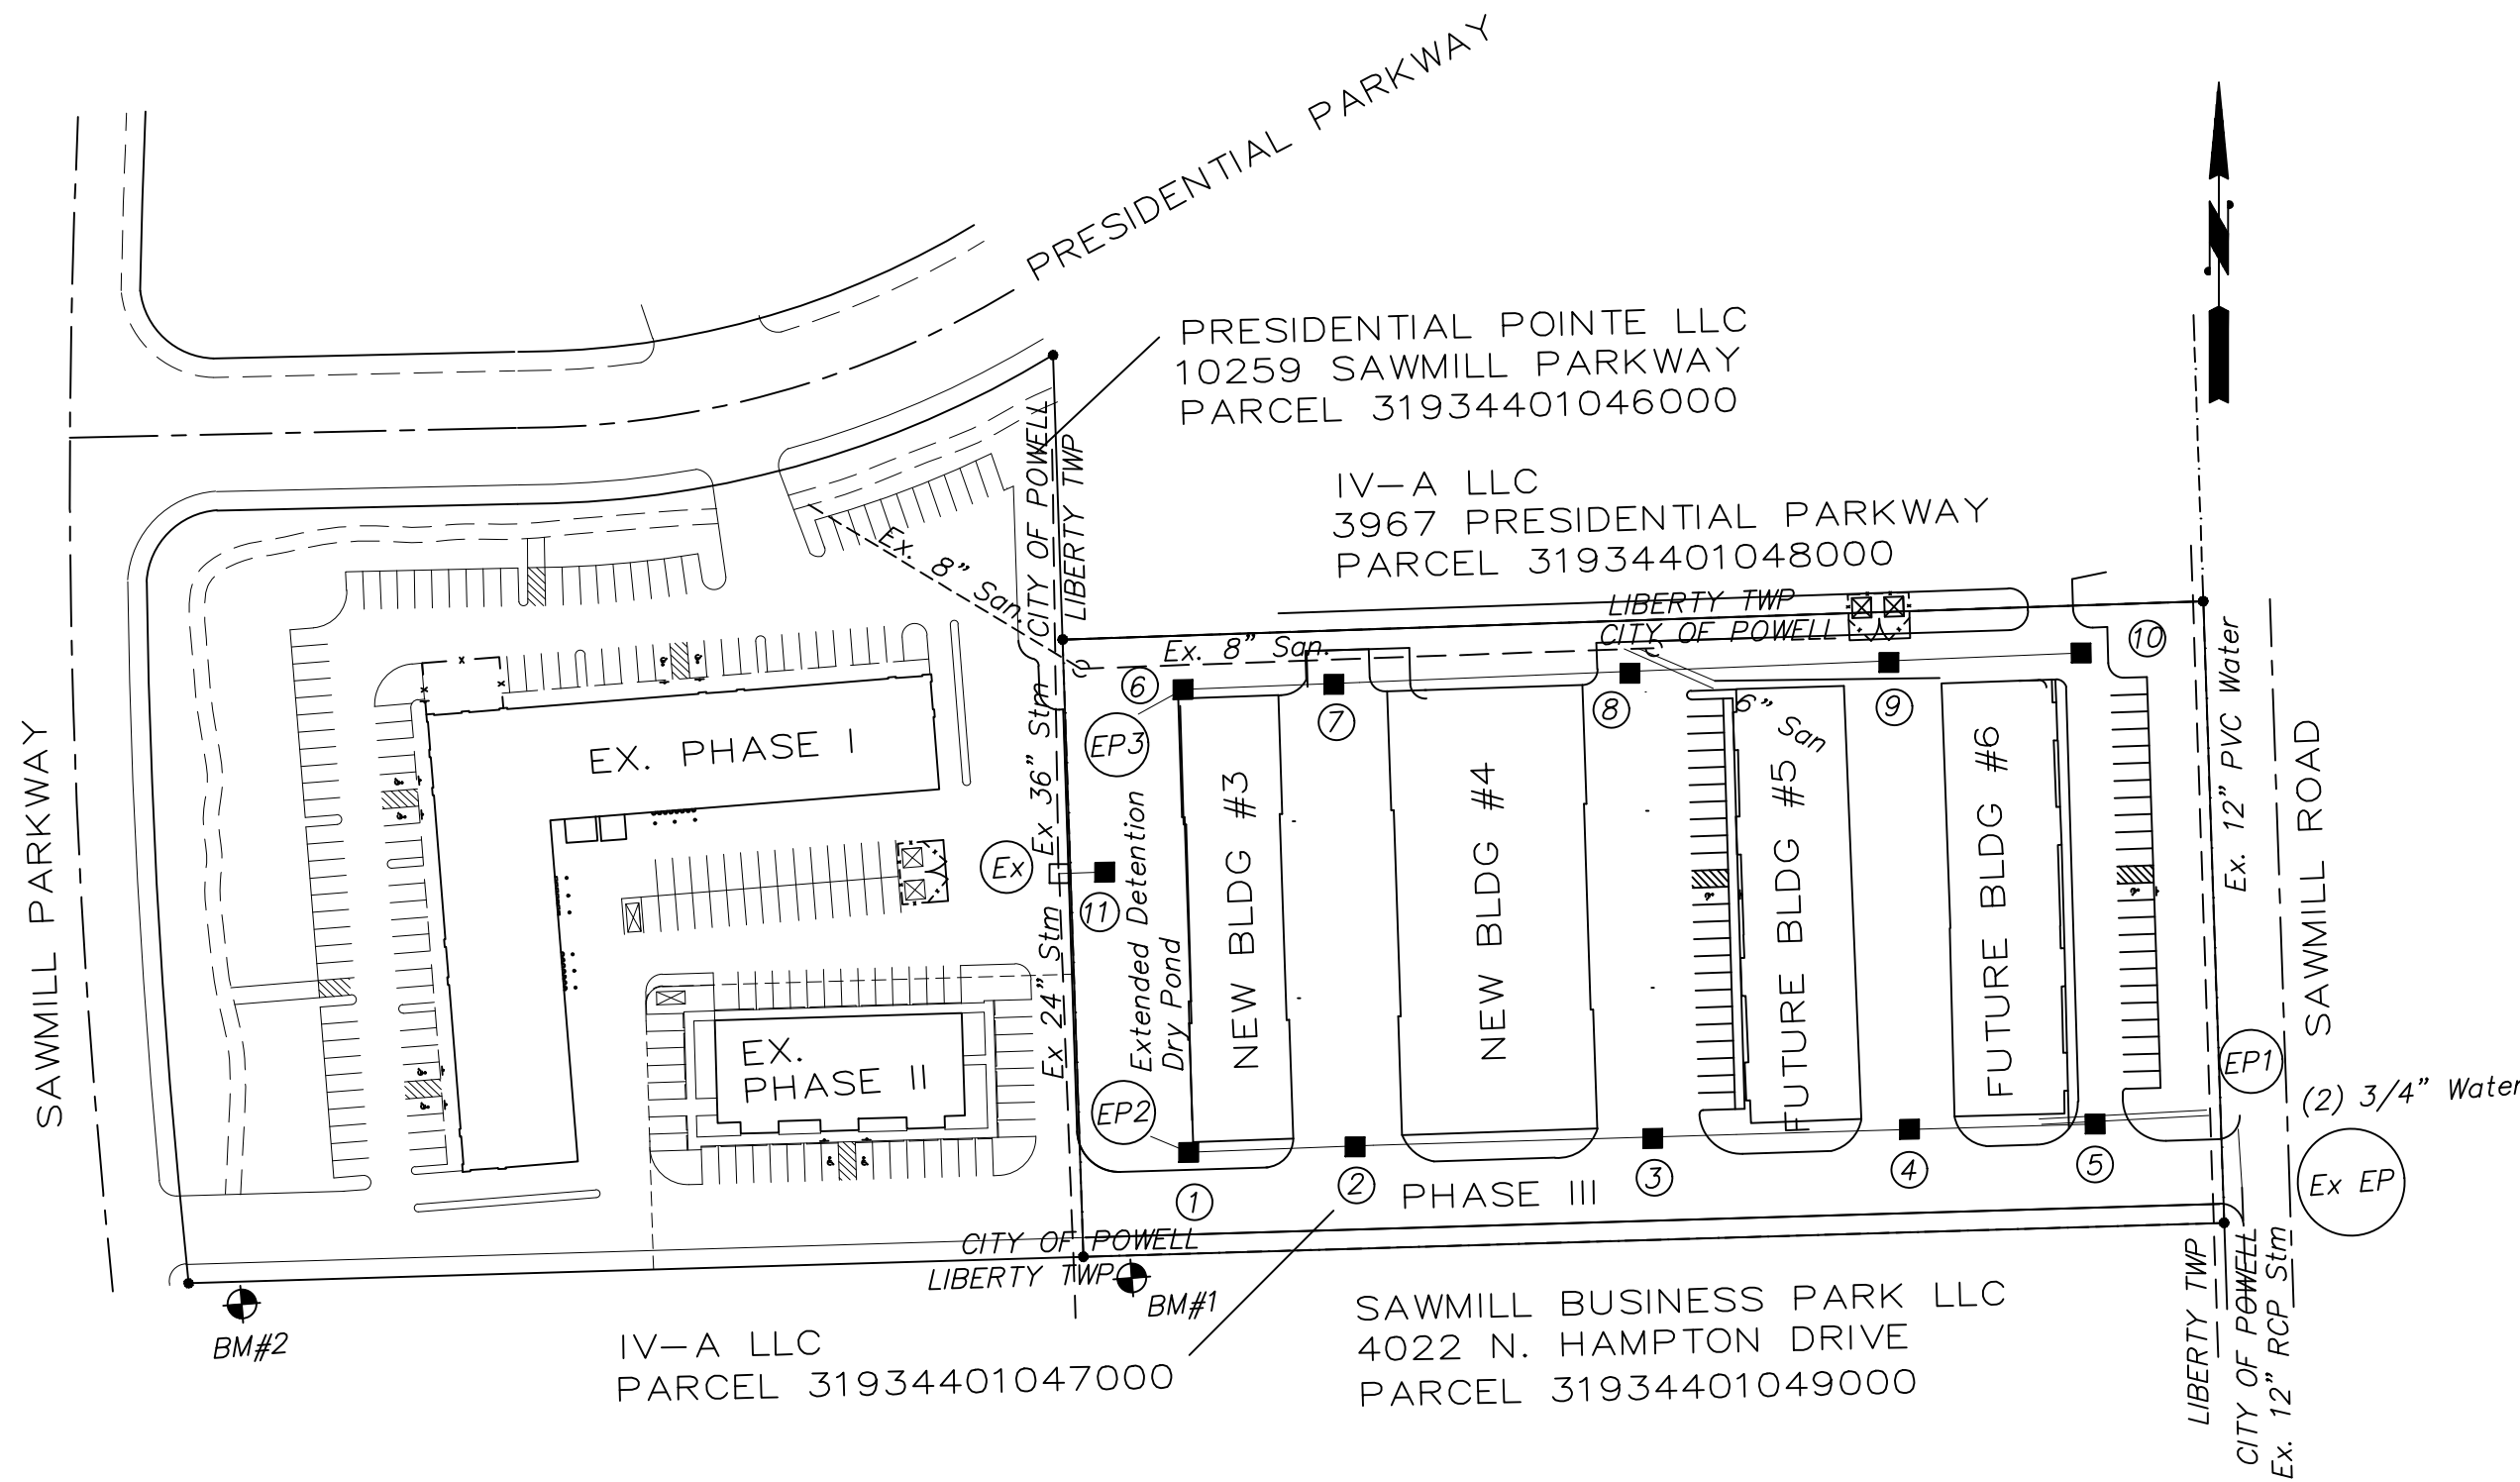 PRESIDENTIAL PARKWAY
N
PRESIDENTIAL POINTE LLC
10259 SAWMILL PARKWAY
PARCEL 31934401046000
IV-A LLC
3967 PRESIDENTIAL PARKWAY
PARCEL 31934401048000
CITY OF POWELL
LIBERTY TWP
Ex. 8" San.
LIBERTY TWP
CITY OF POWELL
Ex. 8" San.
6
7
8
9
10
EP3
6" San
Ex. 12" PVC Water
SAWMILL ROAD
SAWMILL PARKWAY
EX. PHASE I
Ex 36" Stm
Ex
11
Ex 24" Stm
Extended Detention
Dry Pond
NEW BLDG #3
NEW BLDG #4
FUTURE BLDG #5
FUTURE BLDG #6
EX.
PHASE II
EP2
EP1
(2) 3/4" Water
Ex EP
1
2
3
4
5
PHASE III
CITY OF POWELL
LIBERTY TWP
BM#1
BM#2
IV-A LLC
PARCEL 31934401047000
SAWMILL BUSINESS PARK LLC
4022 N. HAMPTON DRIVE
PARCEL 31934401049000
LIBERTY TWP
CITY OF POWELL
Ex. 12" RCP Stm